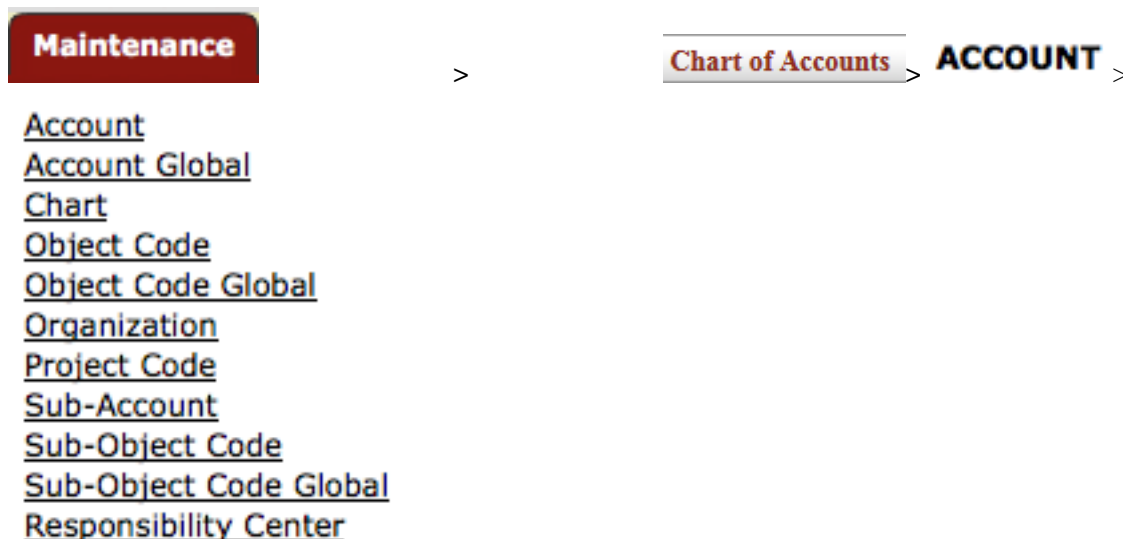 Maintenance > Chart of Accounts > ACCOUNT >
Account
Account Global
Chart
Object Code
Object Code Global
Organization
Project Code
Sub-Account
Sub-Object Code
Sub-Object Code Global
Responsibility Center